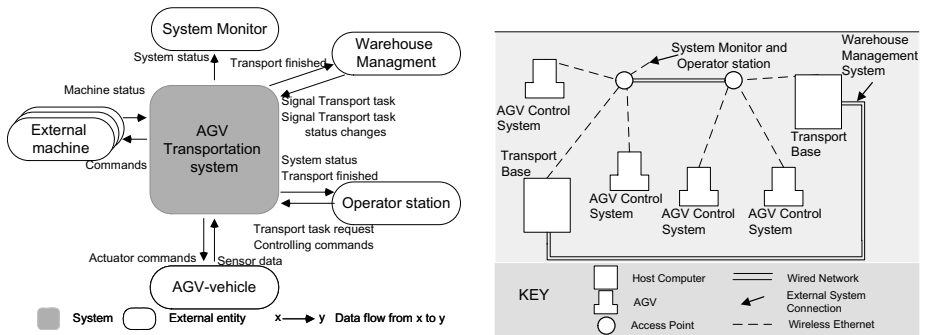 System Monitor
System status
Transport finished
Warehouse
Managment
Machine status
Signal Transport task
Signal Transport task
status changes
External
machine
AGV
Transportation
system
Commands
System status
Transport finished
Operator station
Transport task request
Controlling commands
Actuator commands
Sensor data
AGV-vehicle
System
External entity
x
y
Data flow from x to y
System Monitor and
Operator station
Warehouse
Management
System
AGV Control
System
Transport
Base
Transport
Base
AGV Control
System
AGV Control
System
AGV Control
System
KEY
Host Computer
Wired Network
AGV
External System
Connection
Access Point
Wireless Ethernet